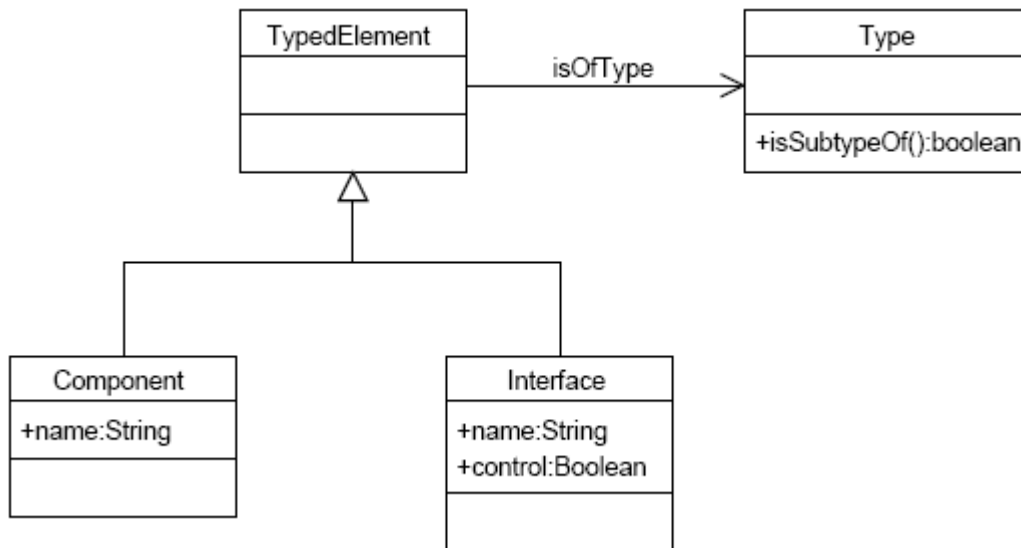 TypedElement
Type
isOfType
+isSubtypeOf():boolean
Component
Interface
+name:String
+name:String
+control:Boolean